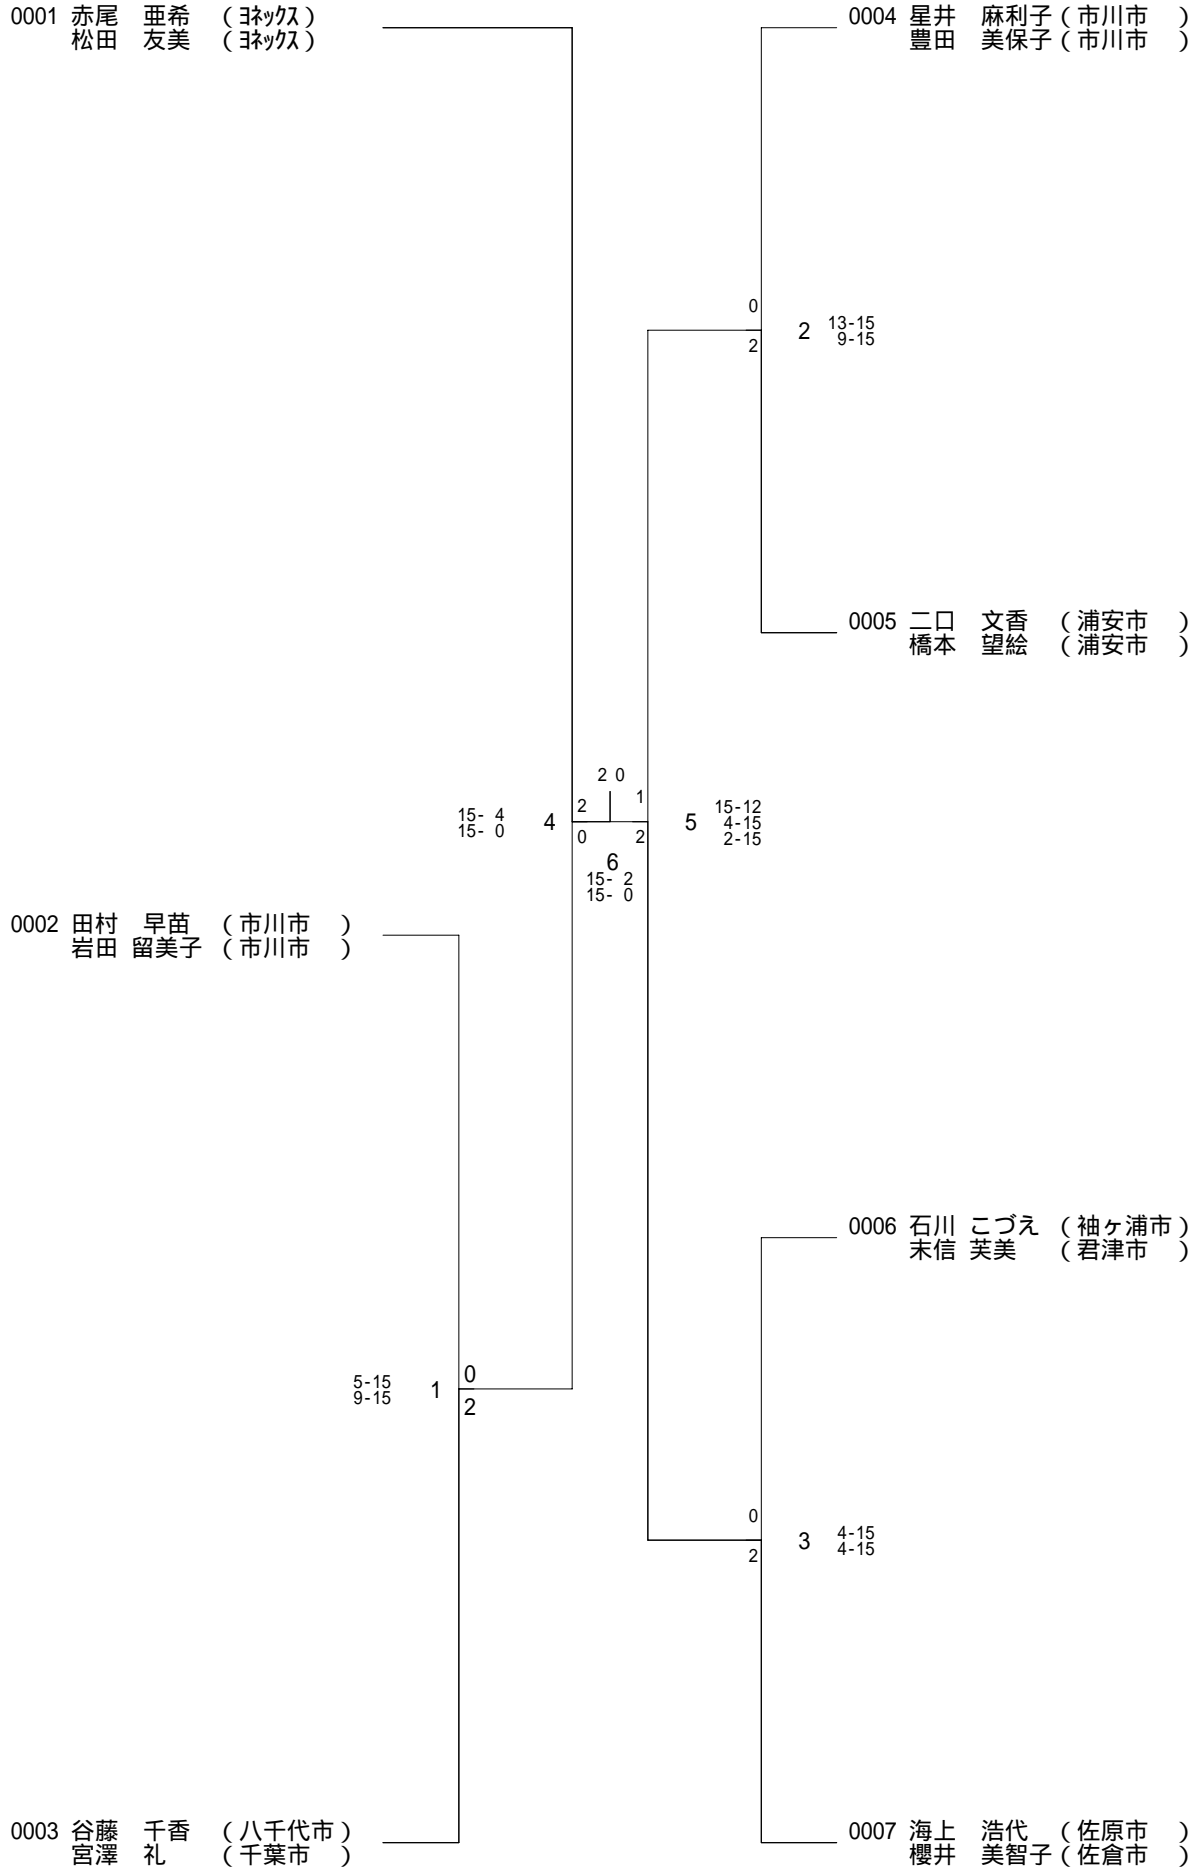 0001 赤尾 亜希 (ﾖﾈｯｸｽ)
松田 友美 (ﾖﾈｯｸｽ)
0004 星井 麻利子 (市川市 )
豊田 美保子 (市川市 )
0
2 13-15
2 9-15
0005 二口 文香 (浦安市 )
橋本 望絵 (浦安市 )
2 0
15- 4
15- 0
4
2
0
1
2
5
15-12
4-15
2-15
6
15- 2
15- 0
0002 田村 早苗 (市川市 )
岩田 留美子 (市川市 )
0006 石川 こづえ (袖ヶ浦市)
末信 芙美 (君津市 )
5-15
9-15
1
0
2
0
2
3
4-15
4-15
0003 谷藤 千香 (八千代市)
宮澤 礼 (千葉市 )
0007 海上 浩代 (佐原市 )
櫻井 美智子 (佐倉市 )